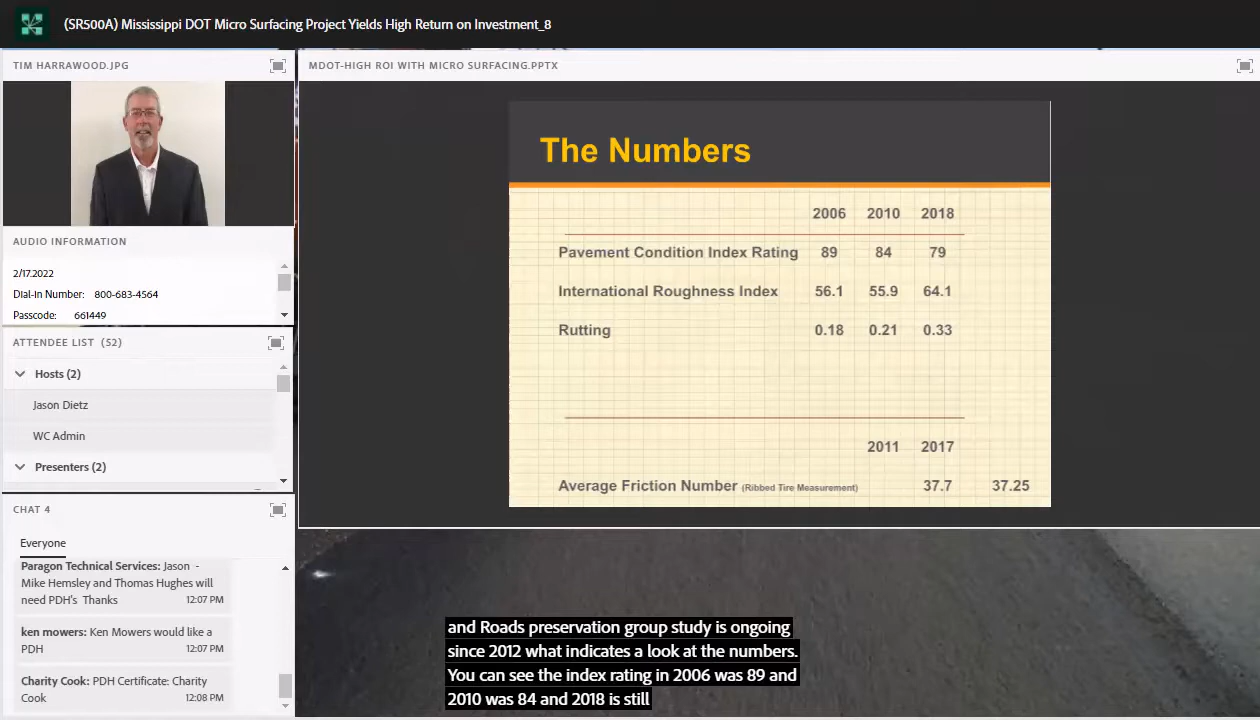 (SR500A) Mississippi DOT Micro Surfacing Project Yields High Return on Investment_8
TIM HARRAWOOD.JPG
AUDIO INFORMATION
2/17.2022
Dial-In Number: 800-683-4564
Passcode: 661449
ATTENDEE LIST (52)
Hosts (2)
Jason Dietz
WC Admin
Presenters (2)
CHAT 4
Everyone
Paragon Technical Services: Jason -
Mike Hemsley and Thomas Hughes will
need PDH's Thanks 12:07 PM
ken mowers: Ken Mowers would like a
PDH 12:07 PM
Charity Cook: PDH Certificate: Charity
Cook 12:08 PM
MDOT-HIGH ROI WITH MICRO SURFACING.PPTX
The Numbers
2006 2010 2018
Pavement Condition Index Rating 89 84 79
International Roughness Index 56.1 55.9 64.1
Rutting 0.18 0.21 0.33
2011 2017
Average Friction Number (Ribbed Tire Measurement) 37.7 37.25
and Roads preservation group study is ongoing
since 2012 what indicates a look at the numbers.
You can see the index rating in 2006 was 89 and
2010 was 84 and 2018 is still